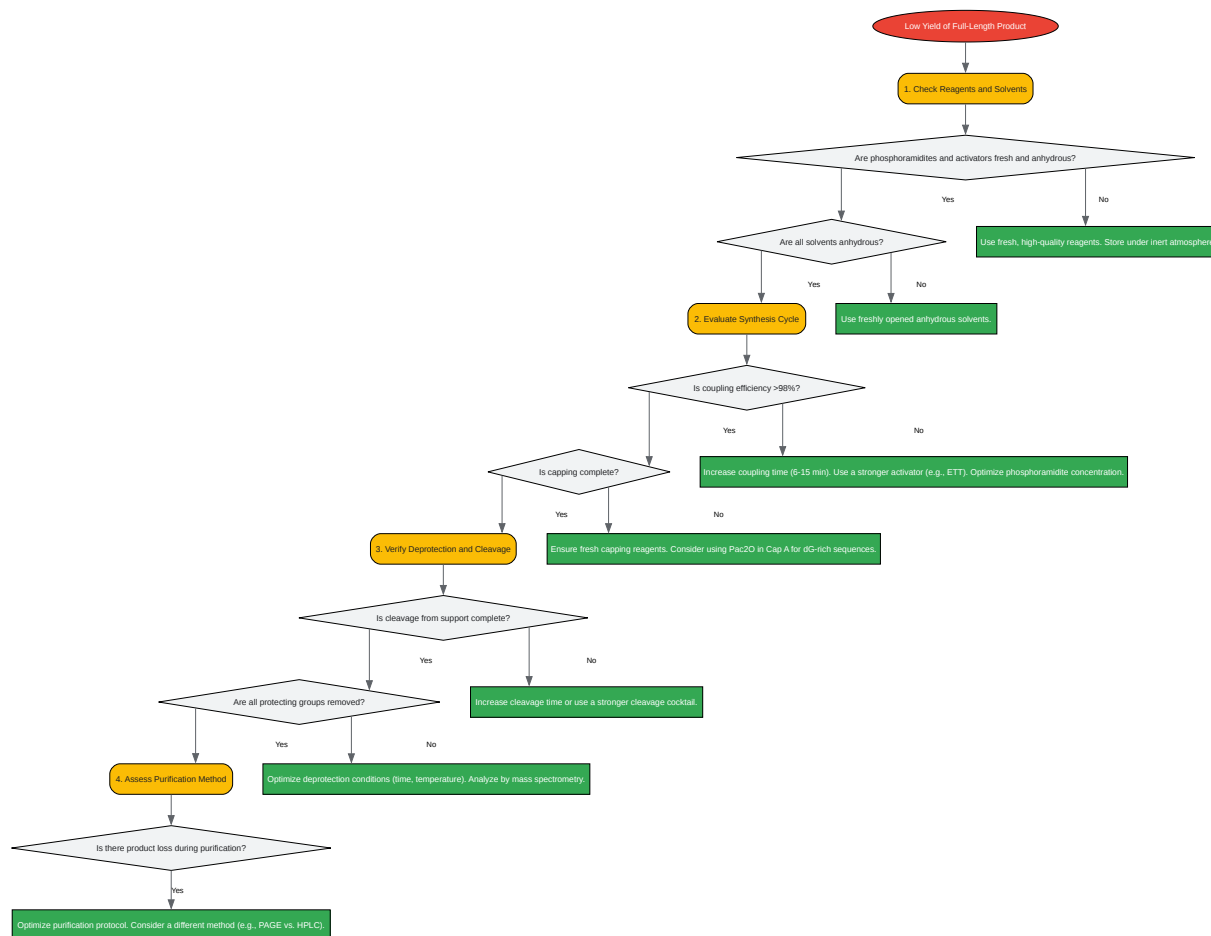 Low Yield of Full-Length Product
1. Check Reagents and Solvents
Are phosphoramidites and activators fresh and anhydrous?
Yes
No
Are all solvents anhydrous?
Use fresh, high-quality reagents. Store under inert atmosphere
Yes
No
2. Evaluate Synthesis Cycle
Use freshly opened anhydrous solvents.
Is coupling efficiency >98%?
Yes
No
Is capping complete?
Increase coupling time (6-15 min). Use a stronger activator (e.g., ETT). Optimize phosphoramidite concentration.
Yes
No
3. Verify Deprotection and Cleavage
Ensure fresh capping reagents. Consider using Pac2O in Cap A for dG-rich sequences.
Is cleavage from support complete?
Yes
No
Are all protecting groups removed?
Increase cleavage time or use a stronger cleavage cocktail.
Yes
No
4. Assess Purification Method
Optimize deprotection conditions (time, temperature). Analyze by mass spectrometry.
Is there product loss during purification?
Yes
Optimize purification protocol. Consider a different method (e.g., PAGE vs. HPLC).